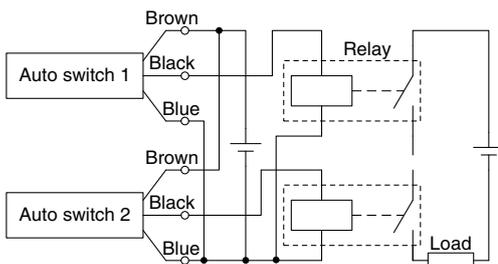 Brown
Relay
Auto switch 1
Black
Blue
Brown
Auto switch 2
Black
Blue
Load